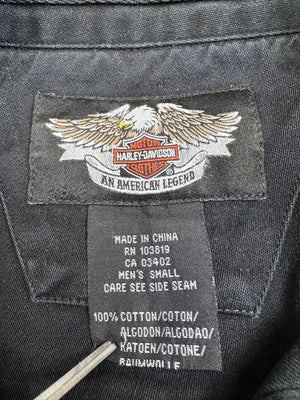 MOTOR
HARLEY-DAVIDSON
CLOTHES
®
AN AMERICAN LEGEND
MADE IN CHINA
RN 103819
CA 03402
MEN'S SMALL
CARE SEE SIDE SEAM
100% COTTON/COTON/
ALGODON/ALGODAO/
KATOEN/COTONE/
BAUMWOLLE